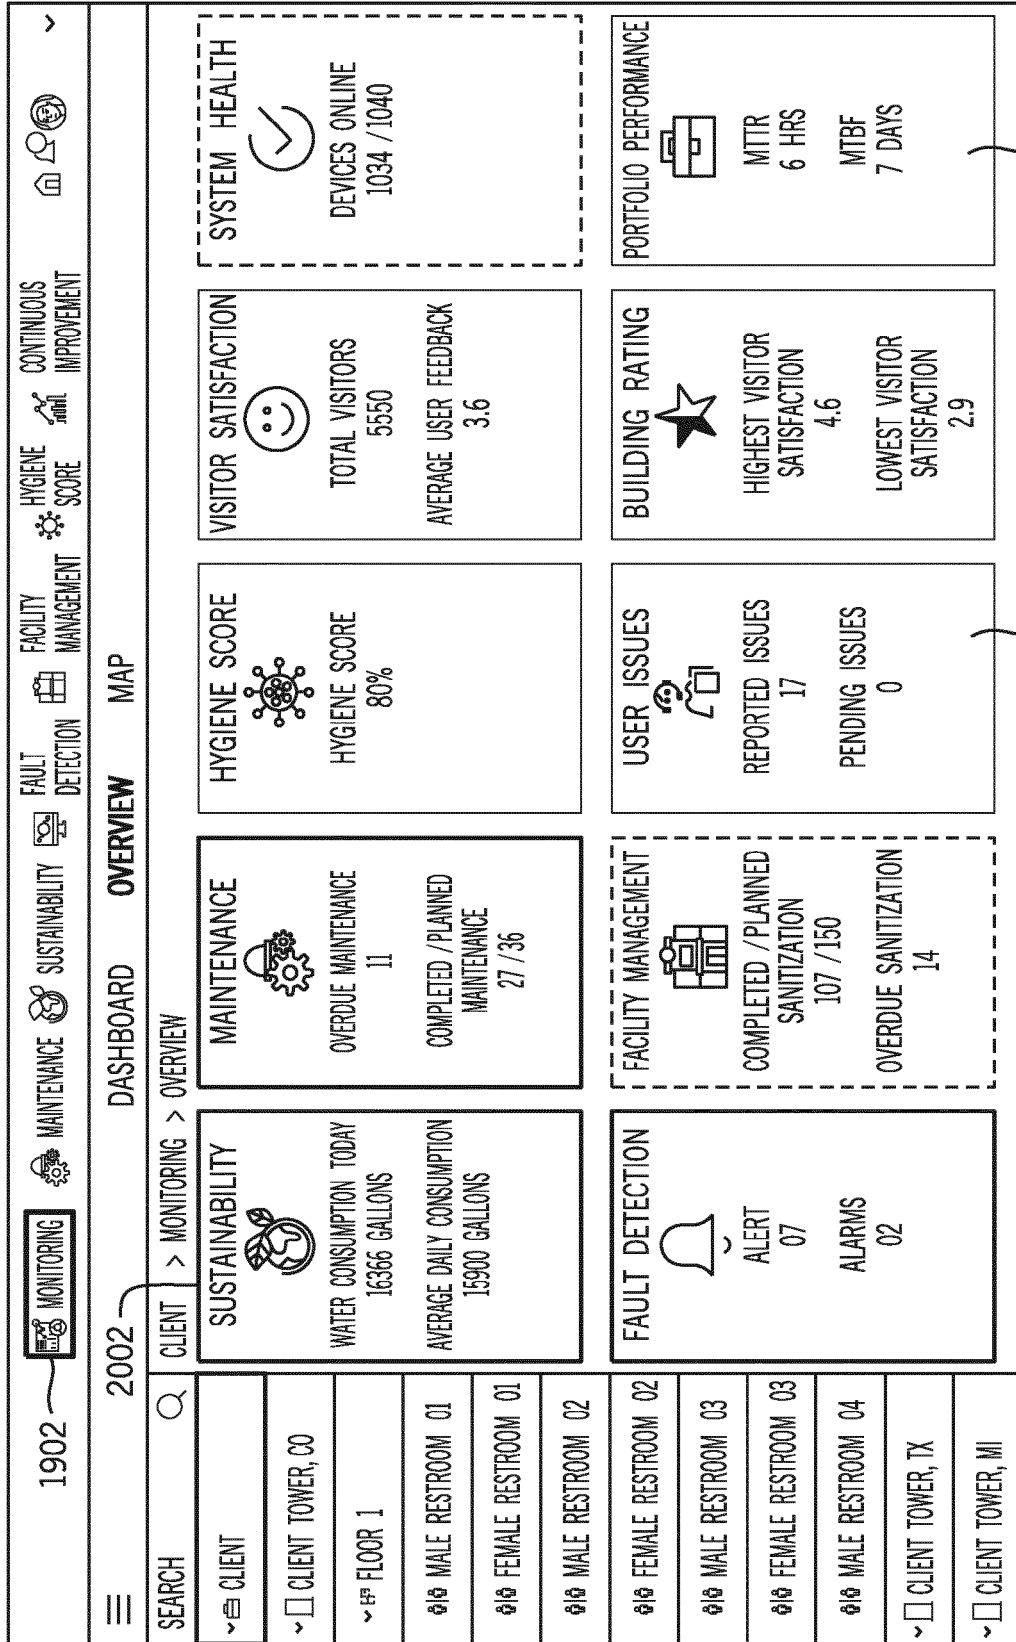 1902
MONITORING
MAINTENANCE
SUSTAINABILITY
FAULT
DETECTION
FACILITY
MANAGEMENT
HYGIENE
SCORE
CONTINUOUS
IMPROVEMENT
2002
DASHBOARD
OVERVIEW
MAP
SEARCH
CLIENT > MONITORING > OVERVIEW
CLIENT
CLIENT TOWER, CO
FLOOR 1
MALE RESTROOM 01
FEMALE RESTROOM 01
MALE RESTROOM 02
FEMALE RESTROOM 02
MALE RESTROOM 03
FEMALE RESTROOM 03
MALE RESTROOM 04
CLIENT TOWER, TX
CLIENT TOWER, MI
SUSTAINABILITY
WATER CONSUMPTION TODAY
16366 GALLONS
AVERAGE DAILY CONSUMPTION
15900 GALLONS
MAINTENANCE
OVERDUE MAINTENANCE
11
COMPLETED / PLANNED
MAINTENANCE
27 / 36
HYGIENE SCORE
HYGIENE SCORE
80%
VISITOR SATISFACTION
TOTAL VISITORS
5550
AVERAGE USER FEEDBACK
3.6
SYSTEM HEALTH
DEVICES ONLINE
1034 / 1040
FAULT DETECTION
ALERT
07
ALARMS
02
FACILITY MANAGEMENT
COMPLETED / PLANNED
SANITIZATION
107 / 150
OVERDUE SANITIZATION
14
USER ISSUES
REPORTED ISSUES
17
PENDING ISSUES
0
BUILDING RATING
HIGHEST VISITOR
SATISFACTION
4.6
LOWEST VISITOR
SATISFACTION
2.9
PORTFOLIO PERFORMANCE
MTTR
6 HRS
MTBF
7 DAYS